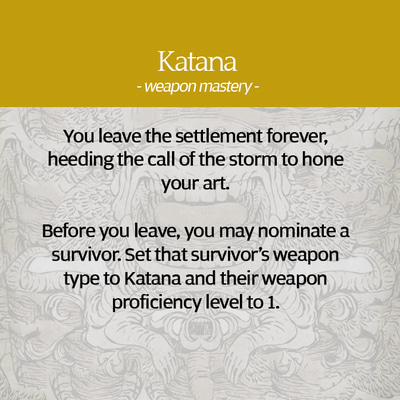 Katana
- weapon mastery -
You leave the settlement forever,
heeding the call of the storm to hone
your art.
Before you leave, you may nominate a
survivor. Set that survivor's weapon
type to Katana and their weapon
proficiency level to 1.